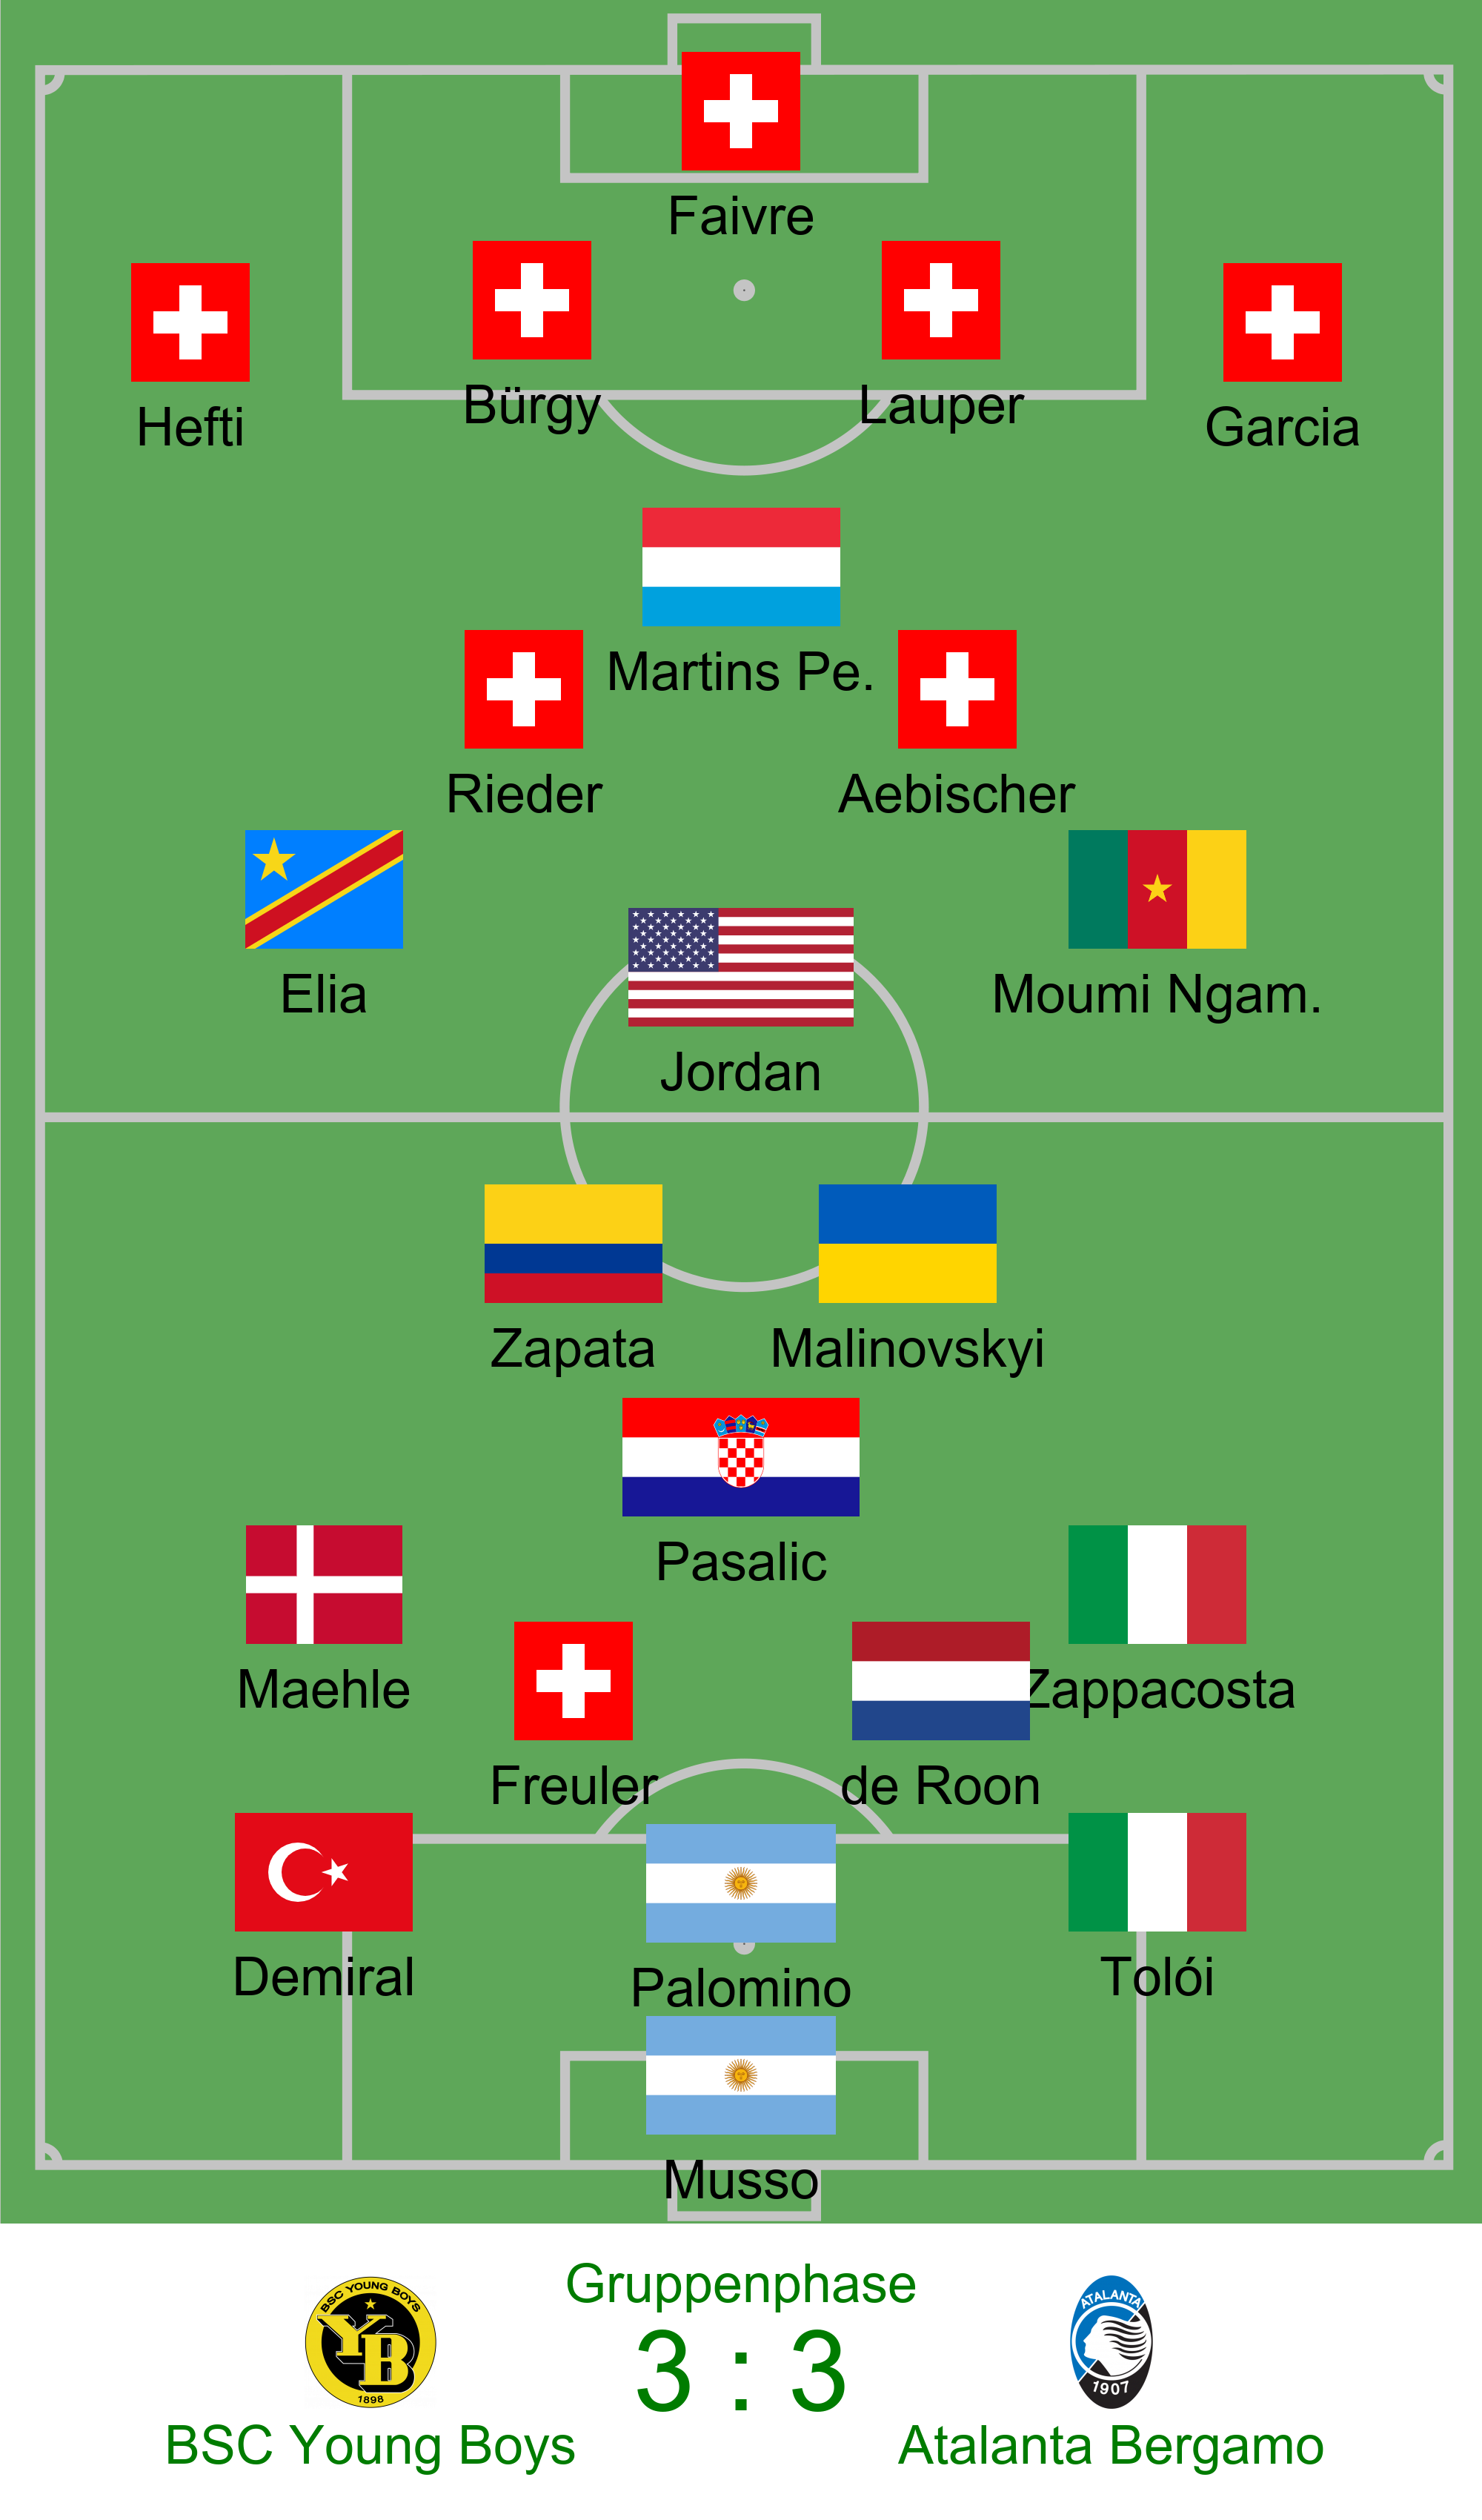 Faivre
Hefti
Bürgy
Lauper
Garcia
Martins Pe.
Rieder
Aebischer
Elia
Jordan
Moumi Ngam.
Zapata
Malinovskyi
Pasalic
Maehle
Zappacosta
Freuler
de Roon
Demiral
Palomino
Tolói
Musso
Gruppenphase
3 : 3
BSC YOUNG BOYS
YB
1898
ATALANTA
1907
BSC Young Boys
Atalanta Bergamo